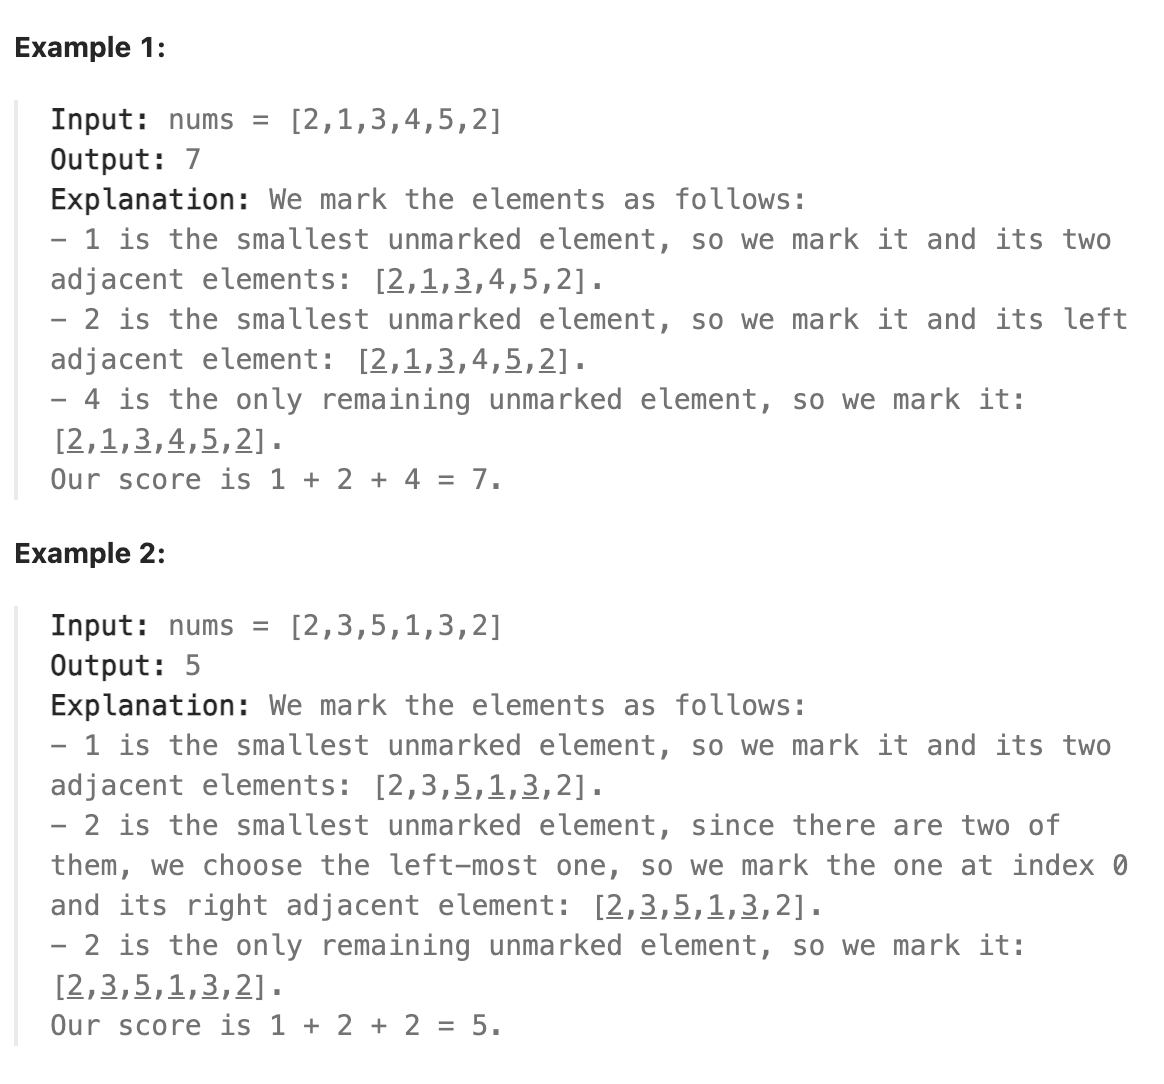 Example 1:
Input: nums = [2,1,3,4,5,2]
Output: 7
Explanation: We mark the elements as follows:
– 1 is the smallest unmarked element, so we mark it and its two
adjacent elements: [2,1,3,4,5,2].
– 2 is the smallest unmarked element, so we mark it and its left
adjacent element: [2,1,3,4,5,2].
– 4 is the only remaining unmarked element, so we mark it:
[2,1,3,4,5,2].
Our score is 1 + 2 + 4 = 7.
Example 2:
Input: nums = [2,3,5,1,3,2]
Output: 5
Explanation: We mark the elements as follows:
– 1 is the smallest unmarked element, so we mark it and its two
adjacent elements: [2,3,5,1,3,2].
– 2 is the smallest unmarked element, since there are two of
them, we choose the left–most one, so we mark the one at index 0
and its right adjacent element: [2,3,5,1,3,2].
– 2 is the only remaining unmarked element, so we mark it:
[2,3,5,1,3,2].
Our score is 1 + 2 + 2 = 5.